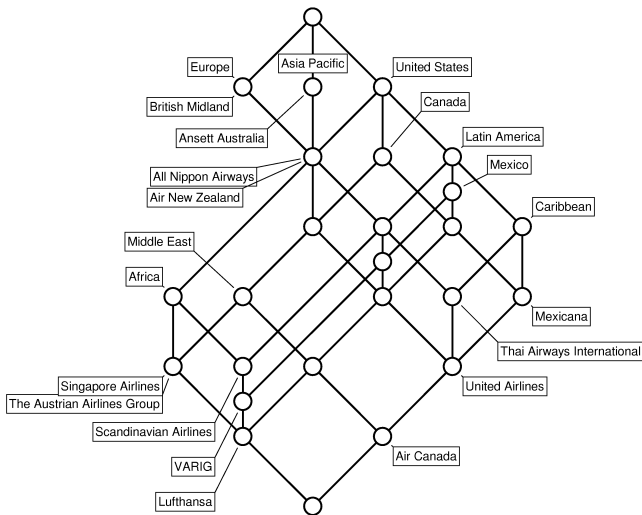 Asia Pacific
Europe
United States
British Midland
Canada
Ansett Australia
Latin America
Mexico
All Nippon Airways
Air New Zealand
Caribbean
Middle East
Africa
Mexicana
Thai Airways International
Singapore Airlines
United Airlines
The Austrian Airlines Group
Scandinavian Airlines
Air Canada
VARIG
Lufthansa